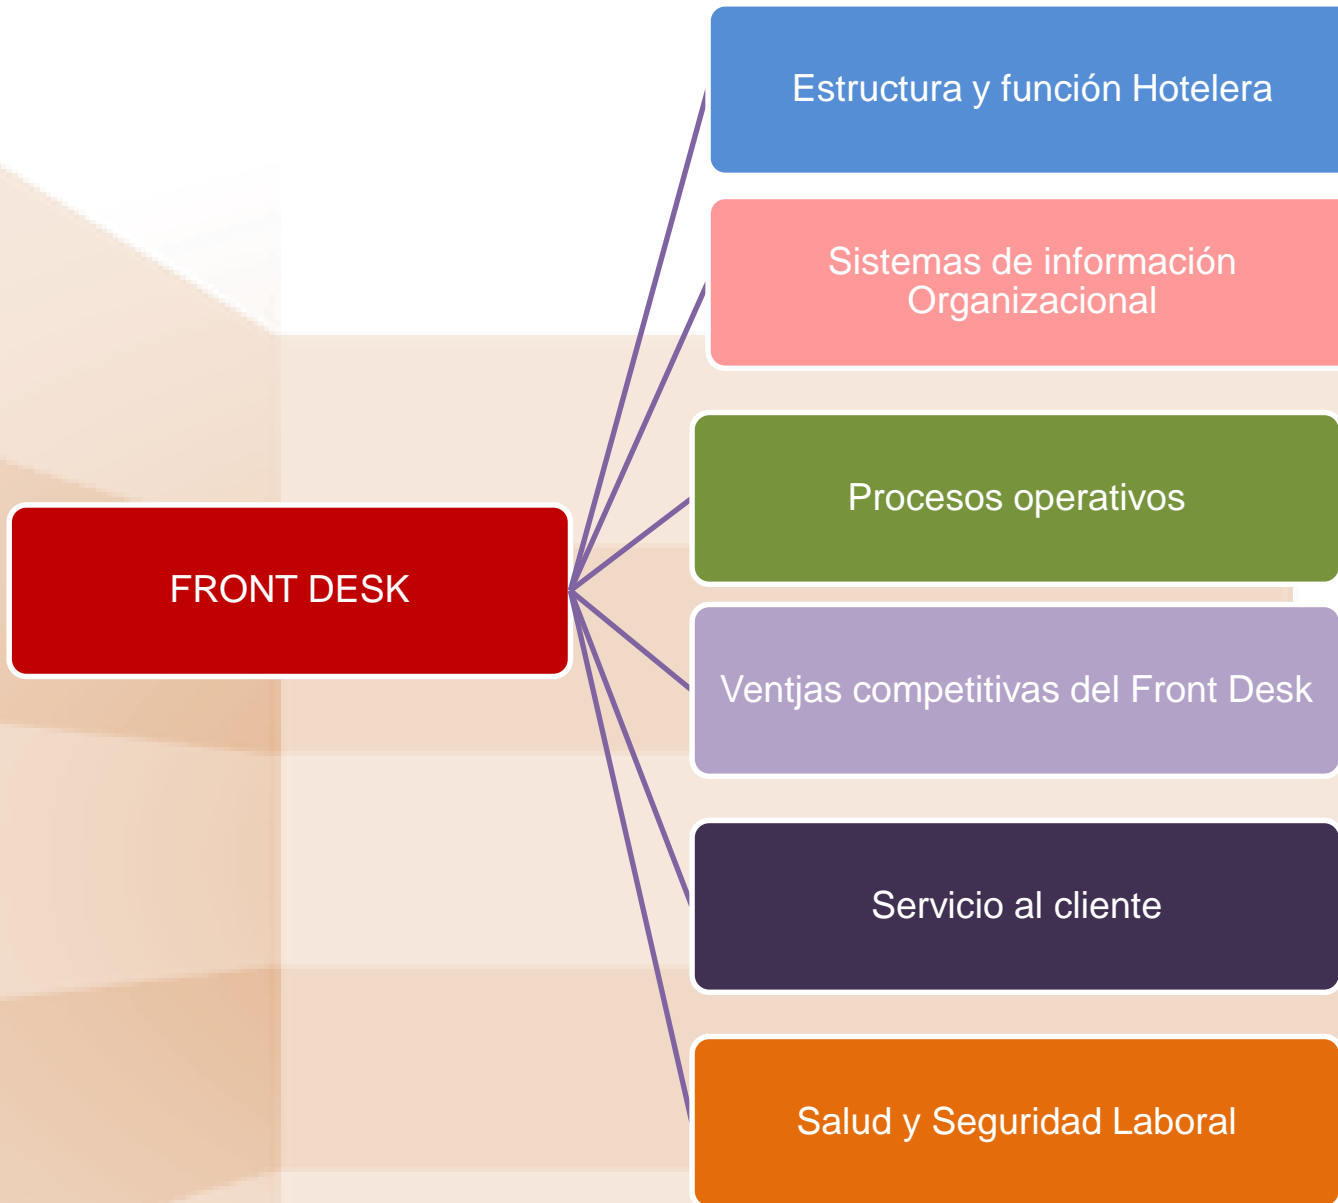 Estructura y función Hotelera
Sistemas de información
Organizacional
Procesos operativos
FRONT DESK
Ventjas competitivas del Front Desk
Servicio al cliente
Salud y Seguridad Laboral